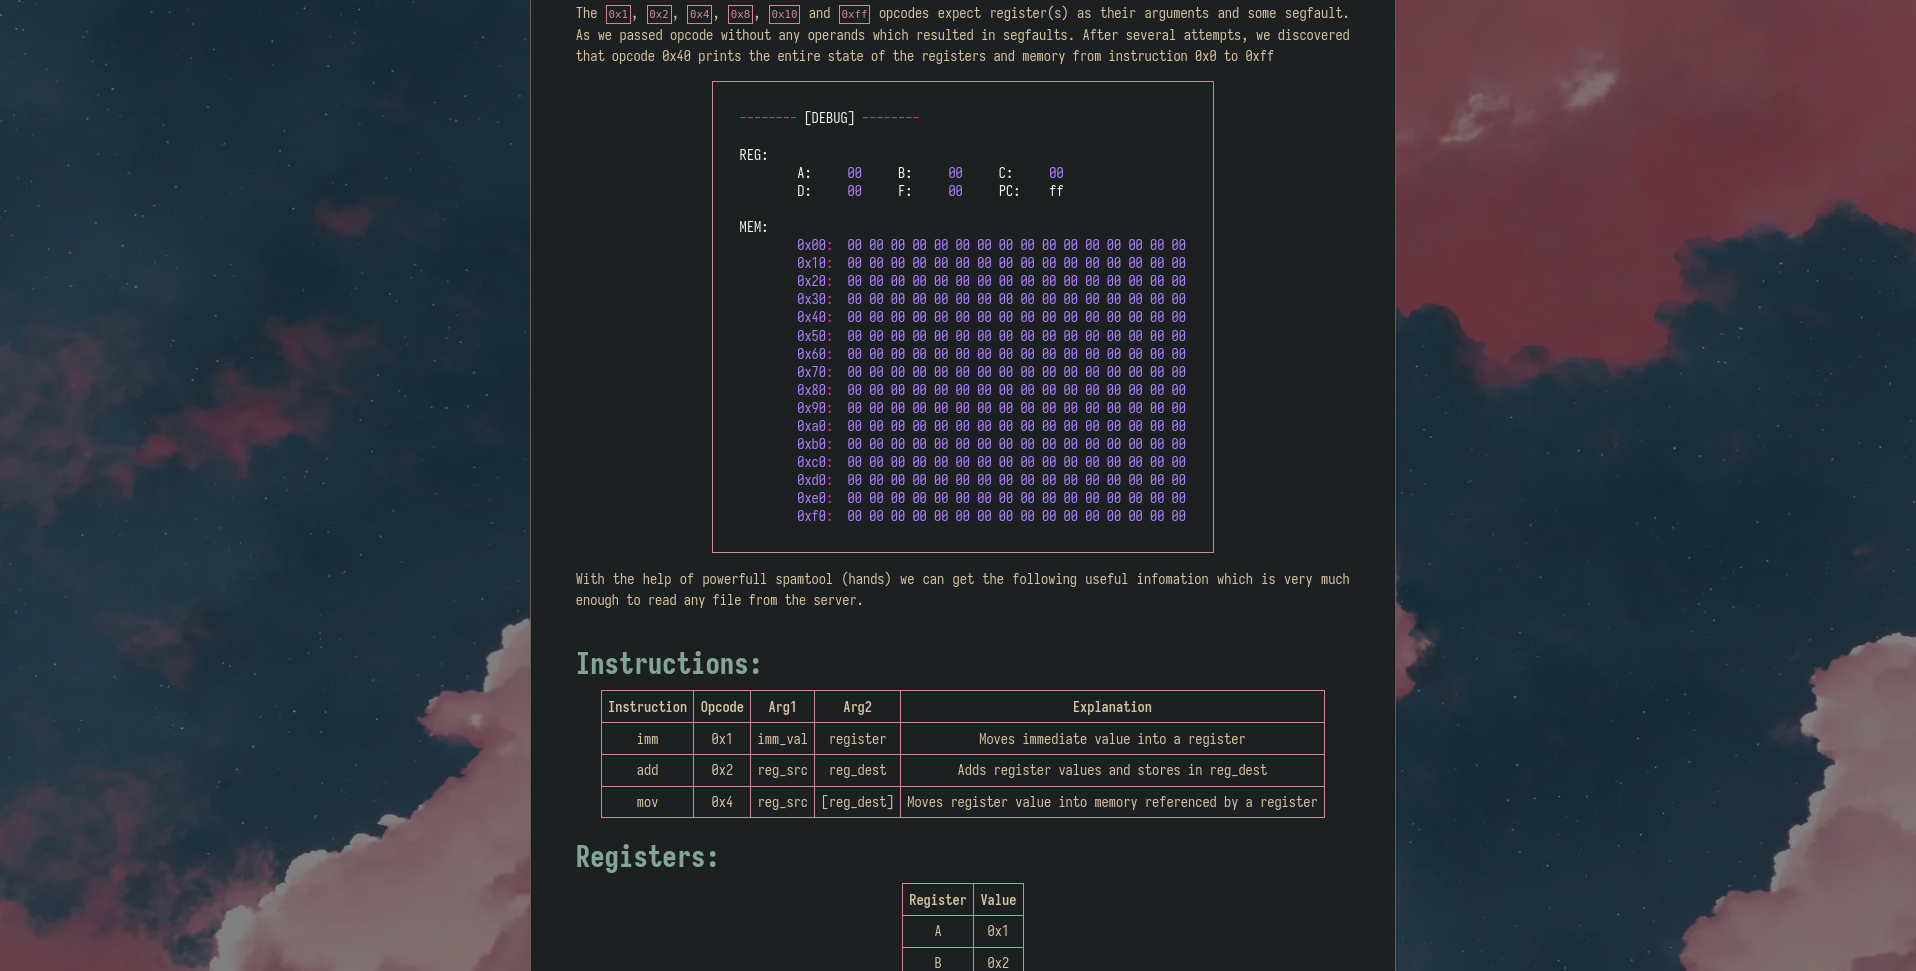 The 0x1, 0x2, 0x4, 0x8, 0x10 and 0xff opcodes expect register(s) as their arguments and some segfault.
As we passed opcode without any operands which resulted in segfaults. After several attempts, we discovered
that opcode 0x40 prints the entire state of the registers and memory from instruction 0x0 to 0xff
-------- [DEBUG] --------
REG:
A: 00 B: 00 C: 00
D: 00 F: 00 PC: ff
MEM:
0x00: 00 00 00 00 00 00 00 00 00 00 00 00 00 00 00 00
0x10: 00 00 00 00 00 00 00 00 00 00 00 00 00 00 00 00
0x20: 00 00 00 00 00 00 00 00 00 00 00 00 00 00 00 00
0x30: 00 00 00 00 00 00 00 00 00 00 00 00 00 00 00 00
0x40: 00 00 00 00 00 00 00 00 00 00 00 00 00 00 00 00
0x50: 00 00 00 00 00 00 00 00 00 00 00 00 00 00 00 00
0x60: 00 00 00 00 00 00 00 00 00 00 00 00 00 00 00 00
0x70: 00 00 00 00 00 00 00 00 00 00 00 00 00 00 00 00
0x80: 00 00 00 00 00 00 00 00 00 00 00 00 00 00 00 00
0x90: 00 00 00 00 00 00 00 00 00 00 00 00 00 00 00 00
0xa0: 00 00 00 00 00 00 00 00 00 00 00 00 00 00 00 00
0xb0: 00 00 00 00 00 00 00 00 00 00 00 00 00 00 00 00
0xc0: 00 00 00 00 00 00 00 00 00 00 00 00 00 00 00 00
0xd0: 00 00 00 00 00 00 00 00 00 00 00 00 00 00 00 00
0xe0: 00 00 00 00 00 00 00 00 00 00 00 00 00 00 00 00
0xf0: 00 00 00 00 00 00 00 00 00 00 00 00 00 00 00 00
With the help of powerfull spamtool (hands) we can get the following useful infomation which is very much
enough to read any file from the server.
Instructions:
Instruction Opcode Arg1 Arg2 Explanation
imm 0x1 imm_val register Moves immediate value into a register
add 0x2 reg_src reg_dest Adds register values and stores in reg_dest
mov 0x4 reg_src [reg_dest] Moves register value into memory referenced by a register
Registers:
Register Value
A 0x1
B 0x2